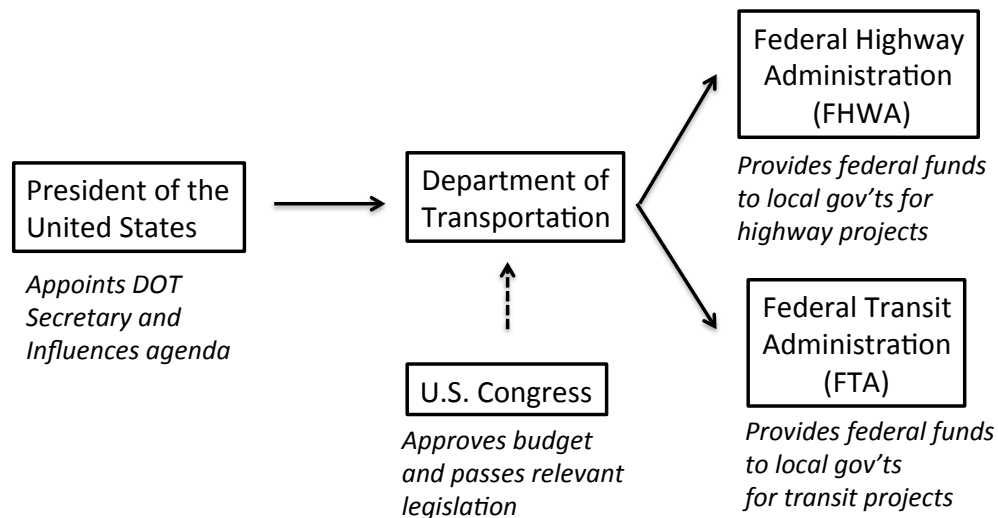 President of the
United States
Appoints DOT
Secretary and
Influences agenda
Department of
Transportation
U.S. Congress
Approves budget
and passes relevant
legislation
Federal Highway
Administration
(FHWA)
Provides federal funds
to local gov’ts for
highway projects
Federal Transit
Administration
(FTA)
Provides federal funds
to local gov’ts
for transit projects